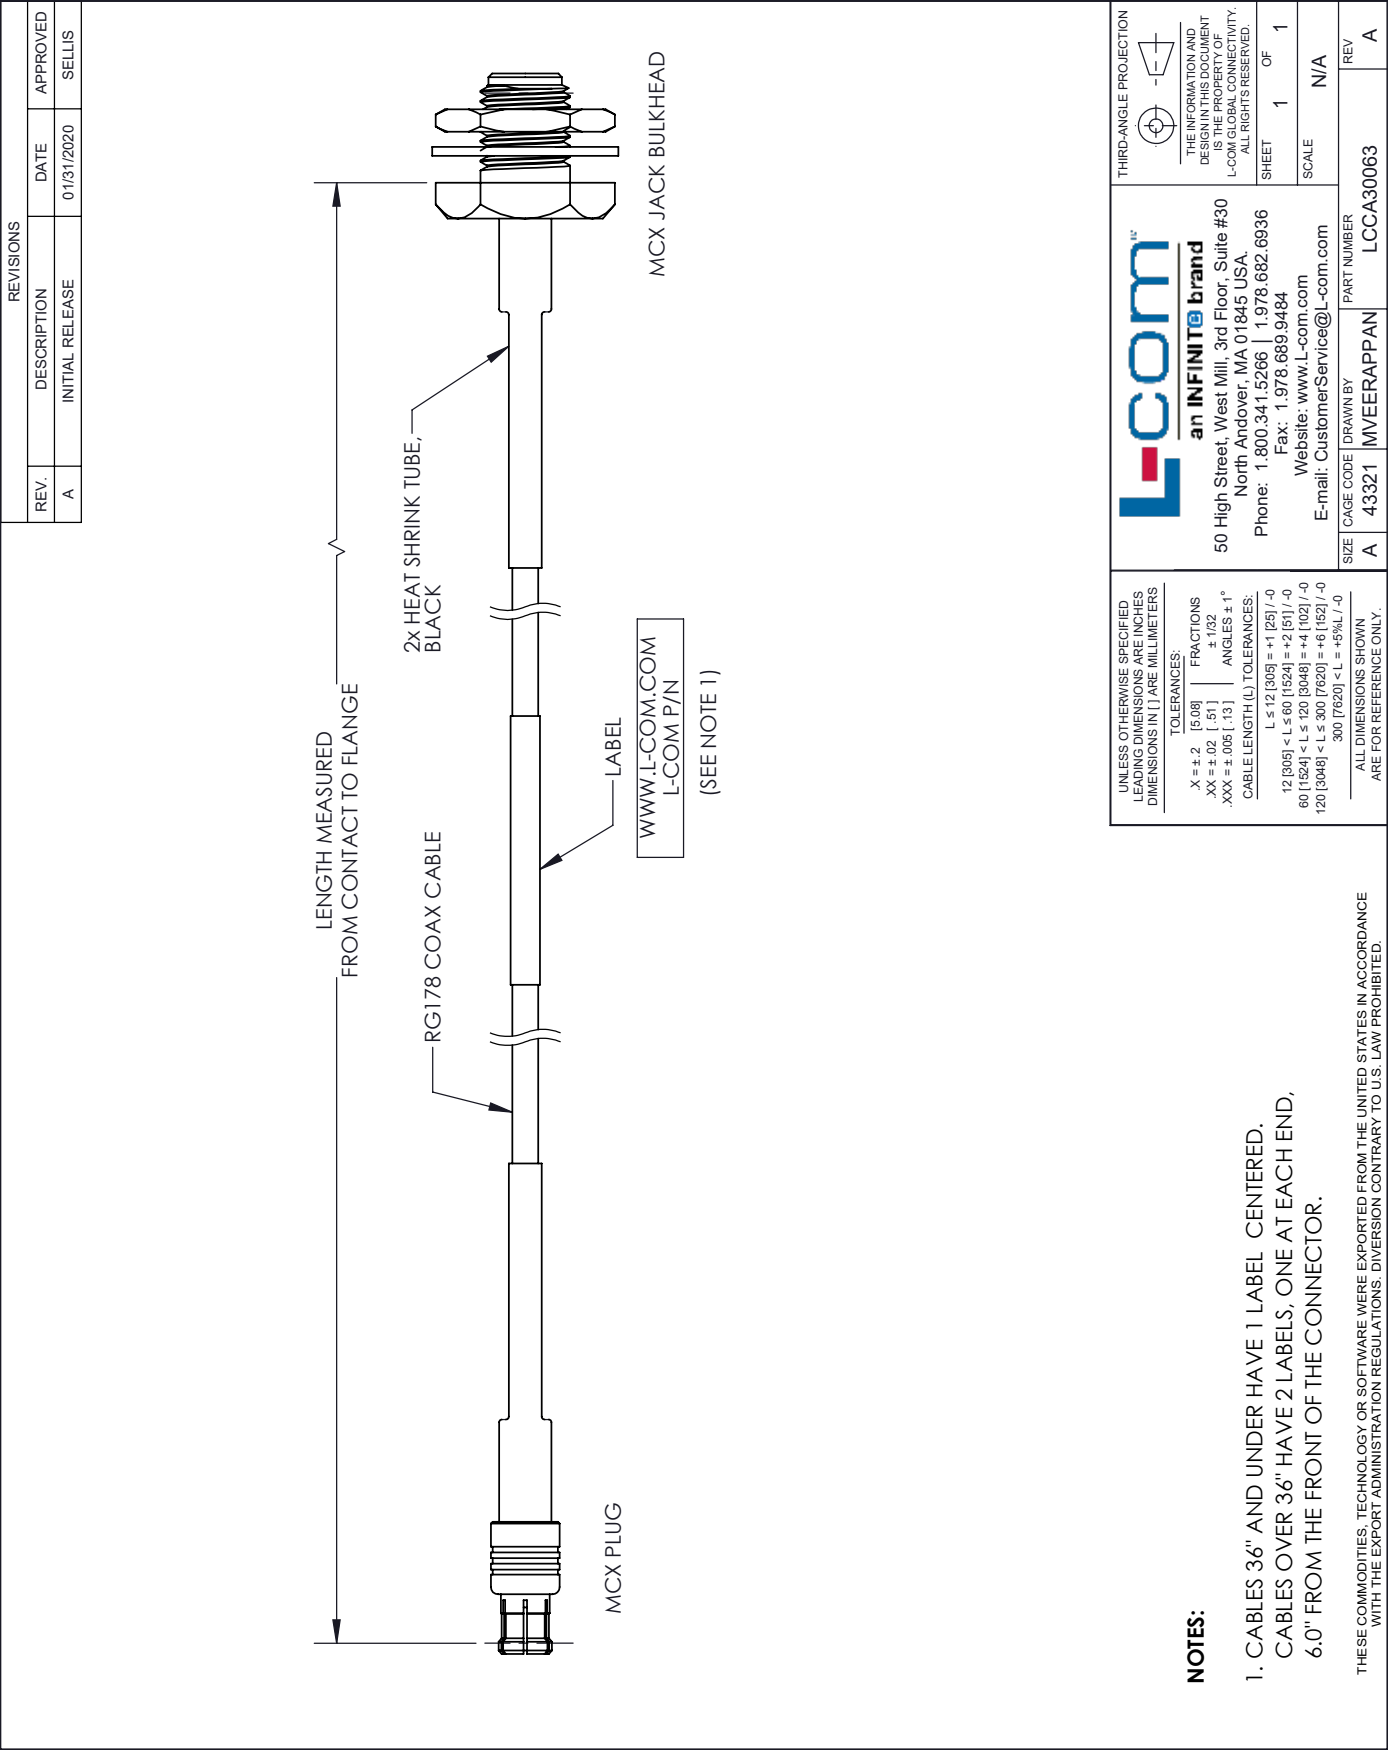 REVISIONS
REV.
DESCRIPTION
DATE
APPROVED
A
INITIAL RELEASE
01/31/2020
SELLIS
LENGTH MEASURED
FROM CONTACT TO FLANGE
2x HEAT SHRINK TUBE,
BLACK
RG178 COAX CABLE
LABEL
WWW.L-COM.COM
L-COM P/N
(SEE NOTE 1)
MCX PLUG
MCX JACK BULKHEAD
NOTES:
1. CABLES 36" AND UNDER HAVE 1 LABEL CENTERED.
CABLES OVER 36" HAVE 2 LABELS, ONE AT EACH END,
6.0" FROM THE FRONT OF THE CONNECTOR.
THESE COMMODITIES, TECHNOLOGY OR SOFTWARE WERE EXPORTED FROM THE UNITED STATES IN ACCORDANCE
WITH THE EXPORT ADMINISTRATION REGULATIONS. DIVERSION CONTRARY TO U.S. LAW PROHIBITED.
UNLESS OTHERWISE SPECIFIED
LEADING DIMENSIONS ARE INCHES
DIMENSIONS IN [ ] ARE MILLIMETERS
TOLERANCES:
.X = ± .2 [5.08] FRACTIONS
.XX = ± .02 [ .51] ± 1/32
.XXX = ± .005 [ .13 ] ANGLES ± 1°
CABLE LENGTH (L) TOLERANCES:
L ≤ 12 [305] = +1 [25] / -0
12 [305] < L ≤ 60 [1524] = +2 [51] / -0
60 [1524] < L ≤ 120 [3048] = +4 [102] / -0
120 [3048] < L ≤ 300 [7620] = +6 [152] / -0
300 [7620] < L = +5%L / -0
ALL DIMENSIONS SHOWN
ARE FOR REFERENCE ONLY.
L-com
an INFINITe brand
50 High Street, West Mill, 3rd Floor, Suite #30
North Andover, MA 01845 USA.
Phone: 1.800.341.5266 | 1.978.682.6936
Fax: 1.978.689.9484
Website: www.L-com.com
E-mail: CustomerService@L-com.com
THIRD-ANGLE PROJECTION
THE INFORMATION AND
DESIGN IN THIS DOCUMENT
IS THE PROPERTY OF
L-COM GLOBAL CONNECTIVITY.
ALL RIGHTS RESERVED.
SHEET 1 OF 1
SCALE N/A
SIZE A
CAGE CODE 43321
DRAWN BY MVEERAPPAN
PART NUMBER LCCA30063
REV A